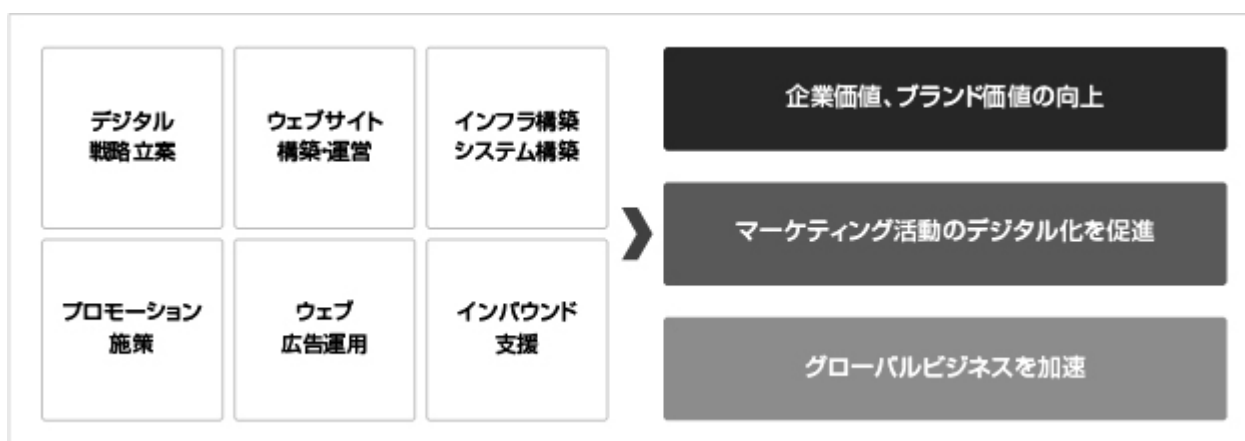 デジタル
戦略立案
ウェブサイト
構築・運営
インフラ構築
システム構築
プロモーション
施策
ウェブ
広告運用
インバウンド
支援
企業価値、ブランド価値の向上
マーケティング活動のデジタル化を促進
グローバルビジネスを加速